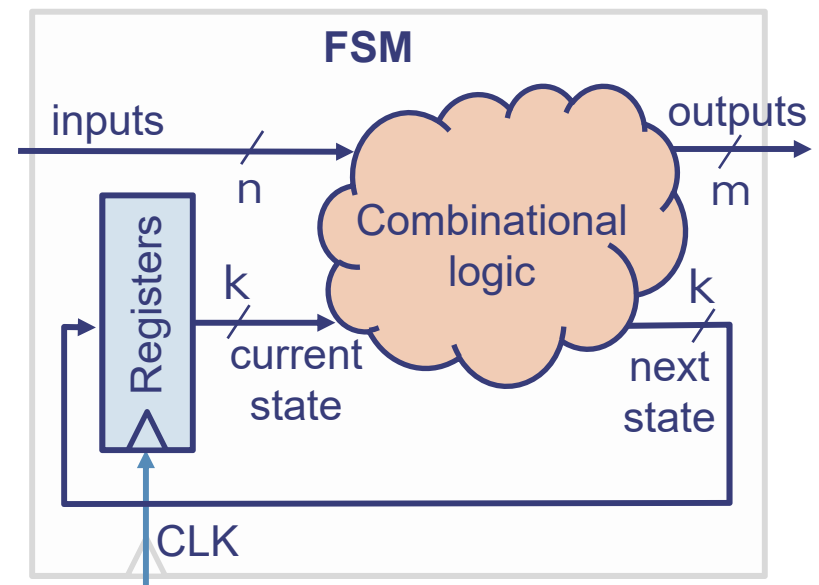 FSM
inputs
outputs
n
m
Combinational
logic
Registers
k
current
state
k
next
state
CLK